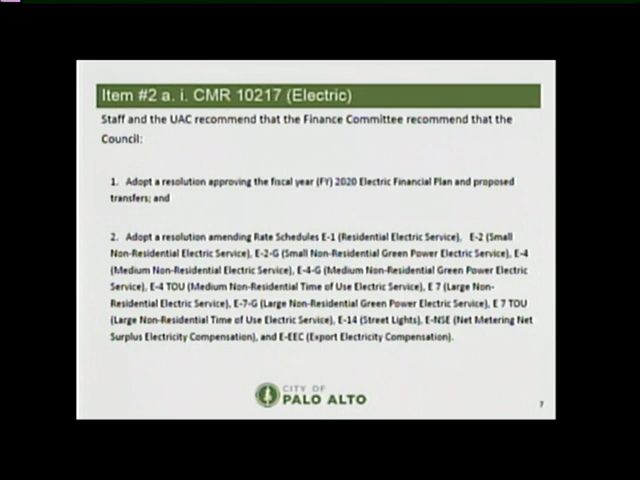 Item #2 a. i. CMR 10217 (Electric)
Staff and the UAC recommend that the Finance Committee recommend that the
Council:
1. Adopt a resolution approving the fiscal year (FY) 2020 Electric Financial Plan and proposed
transfers; and
2. Adopt a resolution amending Rate Schedules E-1 (Residential Electric Service), E-2 (Small
Non-Residential Electric Service), E-2-G (Small Non-Residential Green Power Electric Service), E-4
(Medium Non-Residential Electric Service), E-4-G (Medium Non-Residential Green Power Electric
Service), E-4 TOU (Medium Non-Residential Time of Use Electric Service), E 7 (Large Non-
Residential Electric Service), E-7-G (Large Non-Residential Green Power Electric Service), E 7 TOU
(Large Non-Residential Time of Use Electric Service), E-14 (Street Lights), E-NSE (Net Metering Net
Surplus Electricity Compensation), and E-EEC (Export Electricity Compensation).
CITY OF
PALO ALTO
7